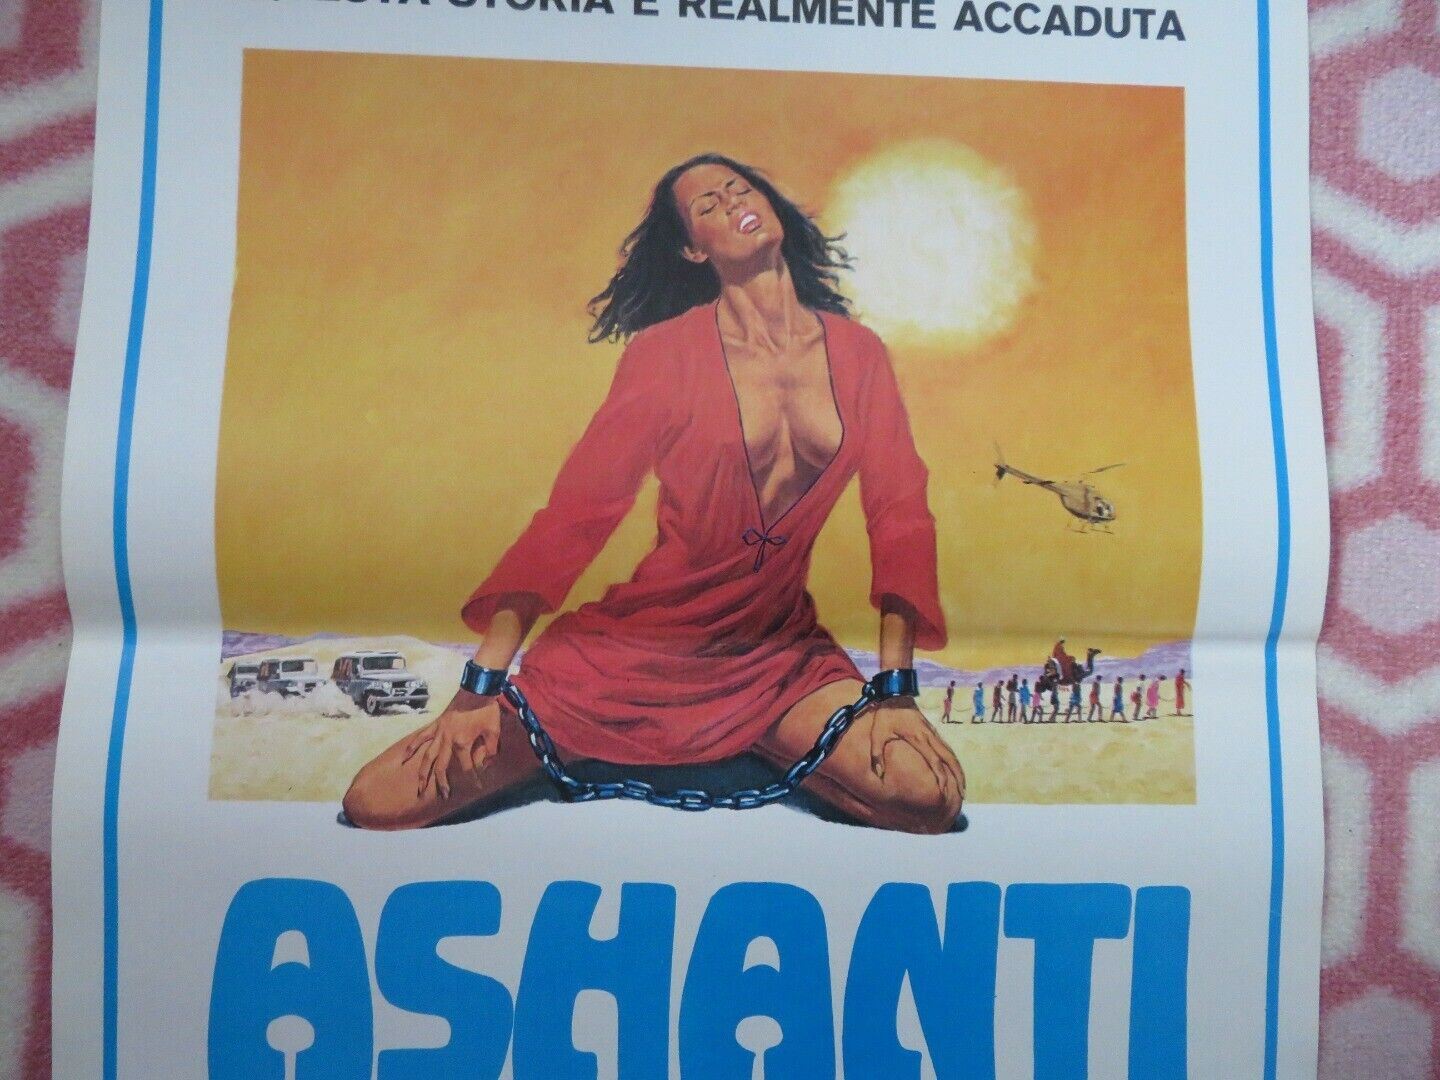 STORIA È REALMENTE ACCADUTA
ASHANTI